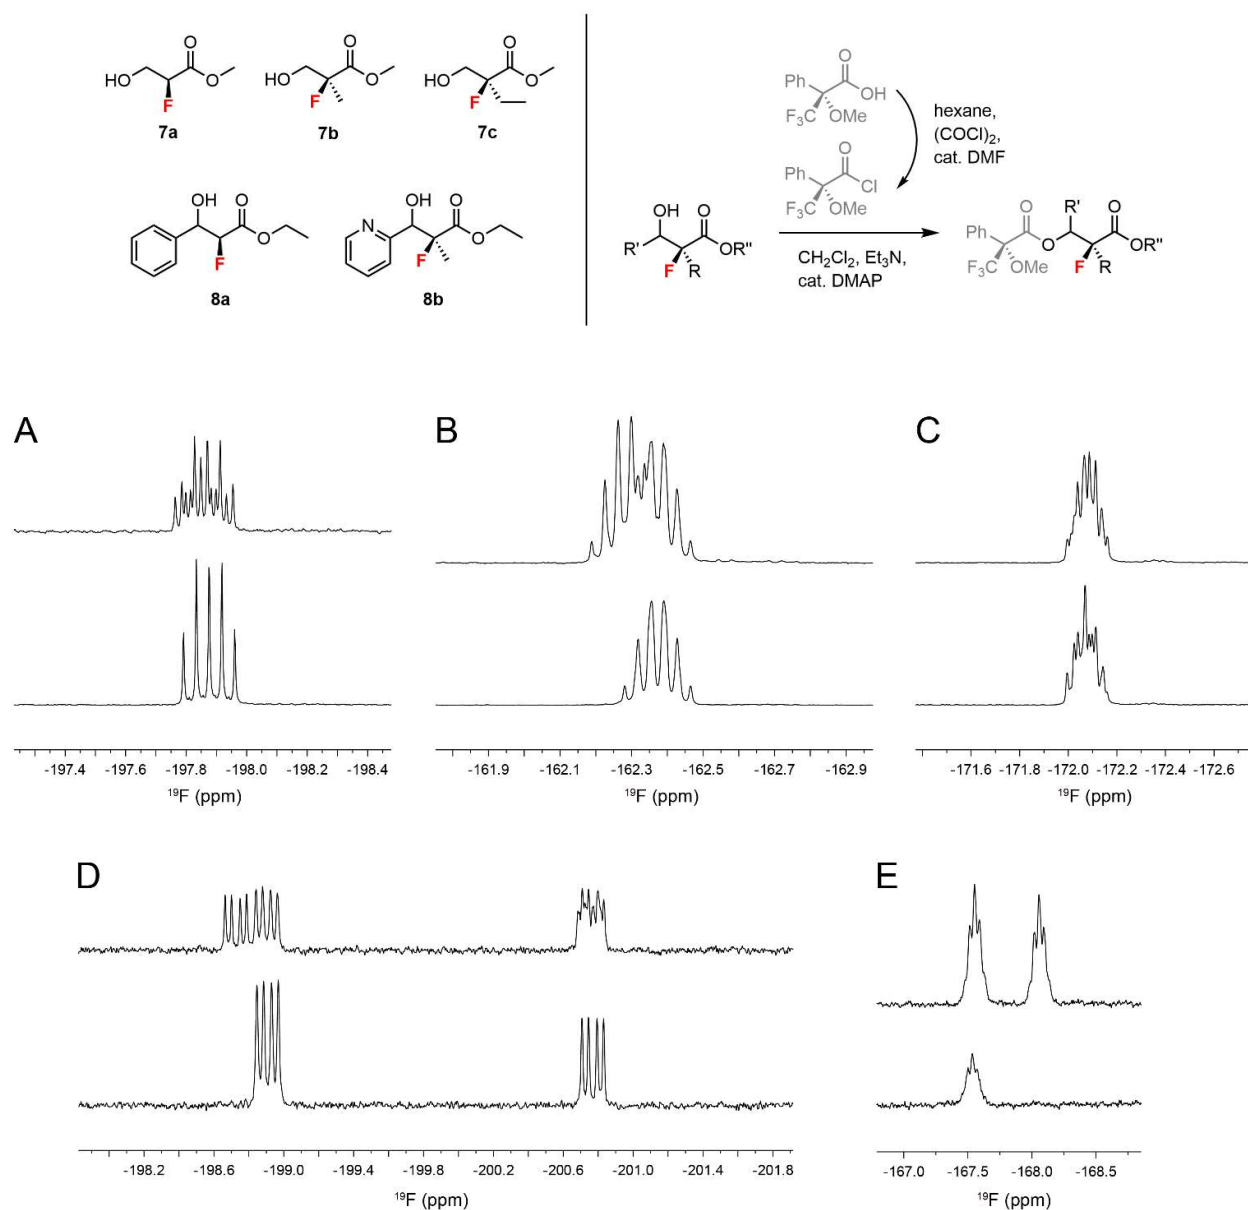 HO O O F
7a
HO O O F
7b
HO O O F
7c
OH O O F
8a
N OH O O F
8b
Ph O OH F₃C OMe
Ph O Cl F₃C OMe
hexane,
(COCl)₂,
cat. DMF
HO O R' OR" F R
CH₂Cl₂, Et₃N,
cat. DMAP
Ph O O R' O OR" F₃C OMe F R
A
B
C
-197.4 -197.6 -197.8 -198.0 -198.2 -198.4
¹⁹F (ppm)
-161.9 -162.1 -162.3 -162.5 -162.7 -162.9
¹⁹F (ppm)
-171.6 -171.8 -172.0 -172.2 -172.4 -172.6
¹⁹F (ppm)
D
E
-198.2 -198.6 -199.0 -199.4 -199.8 -200.2 -200.6 -201.0 -201.4 -201.8
¹⁹F (ppm)
-167.0 -167.5 -168.0 -168.5
¹⁹F (ppm)